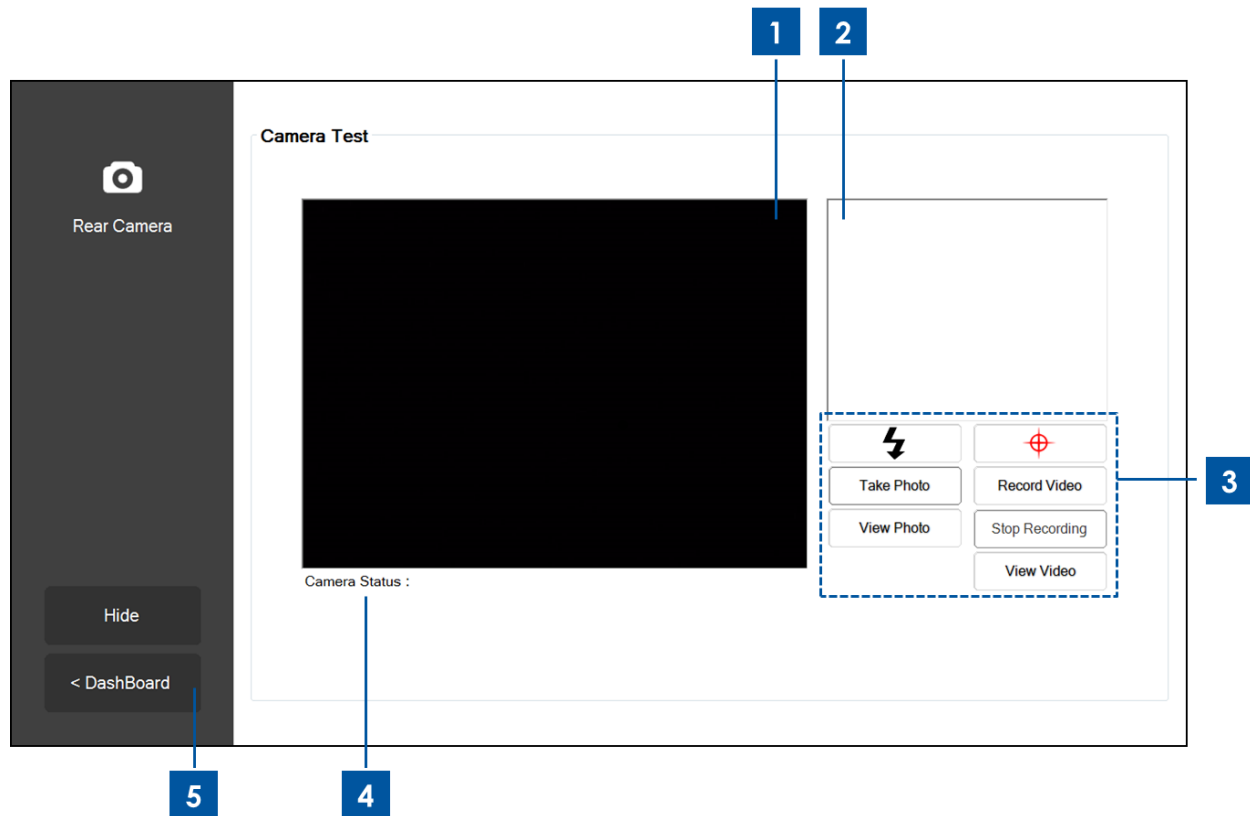 1 2
Camera Test
Rear Camera
3
Take Photo Record Video
View Photo Stop Recording
View Video
Camera Status :
Hide
< DashBoard
5 4